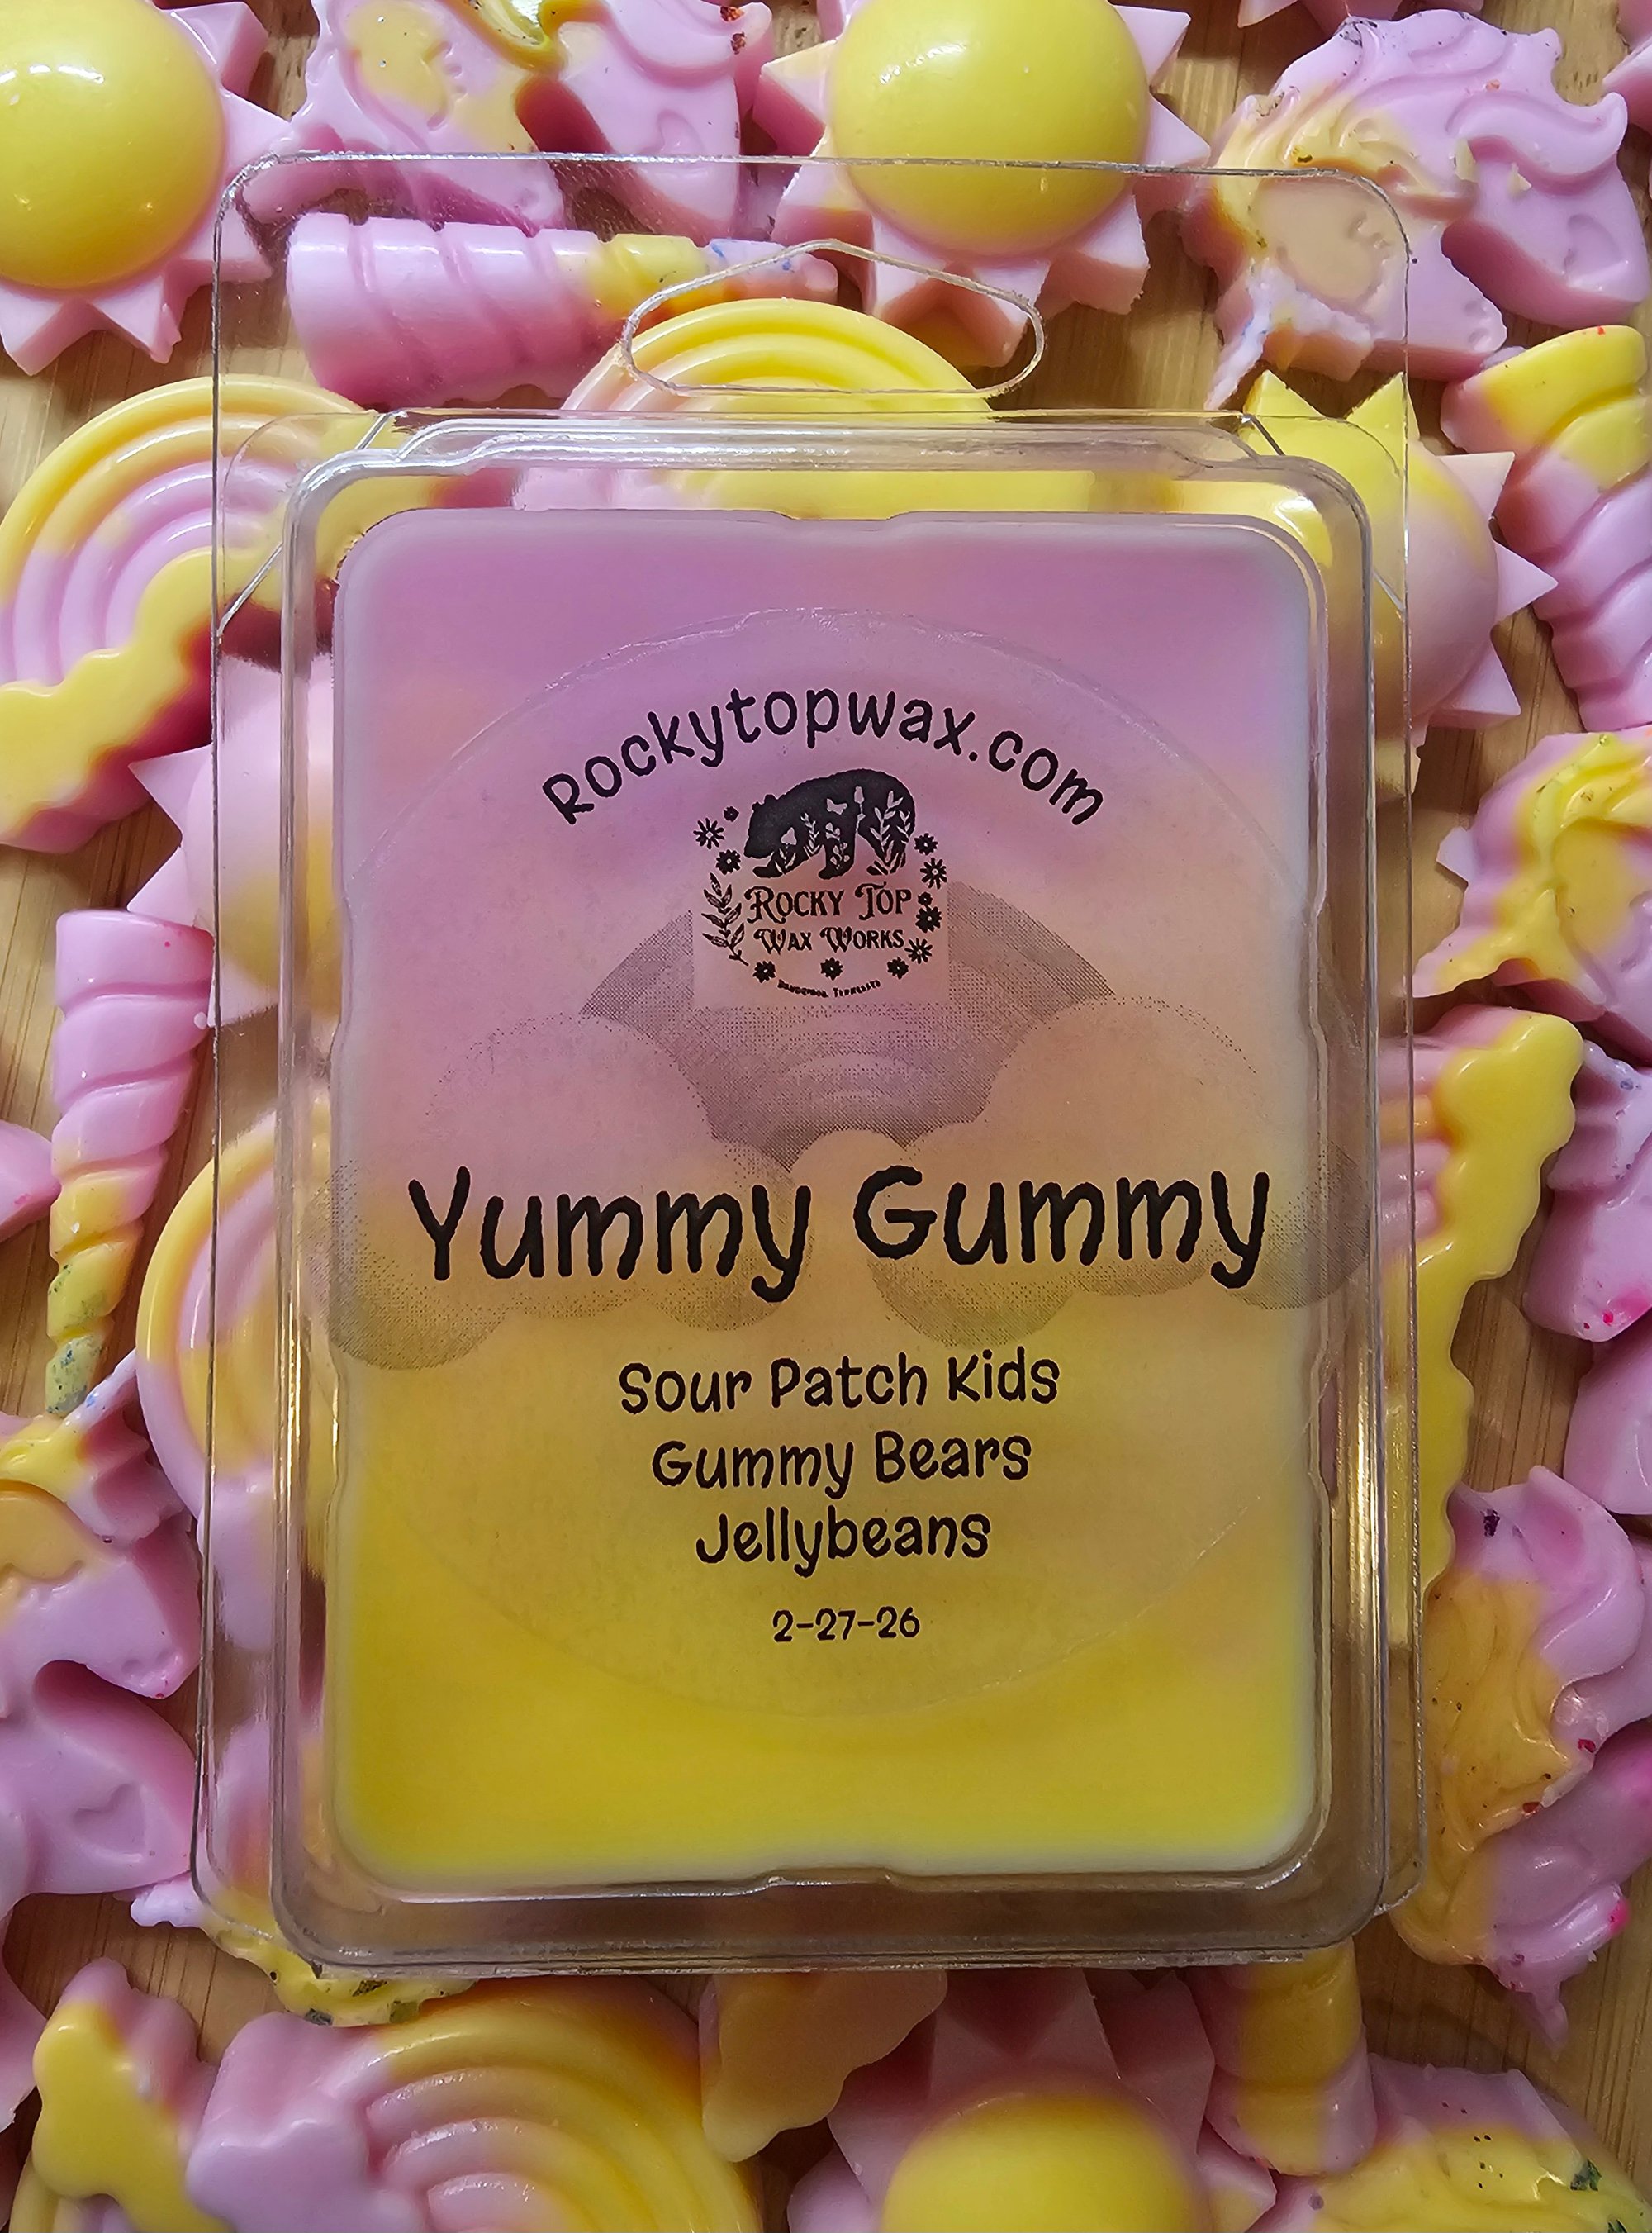 Rockytopwax.com
Rocky Top
Wax Works
Yummy Gummy
Sour Patch Kids
Gummy Bears
Jellybeans
2-27-26